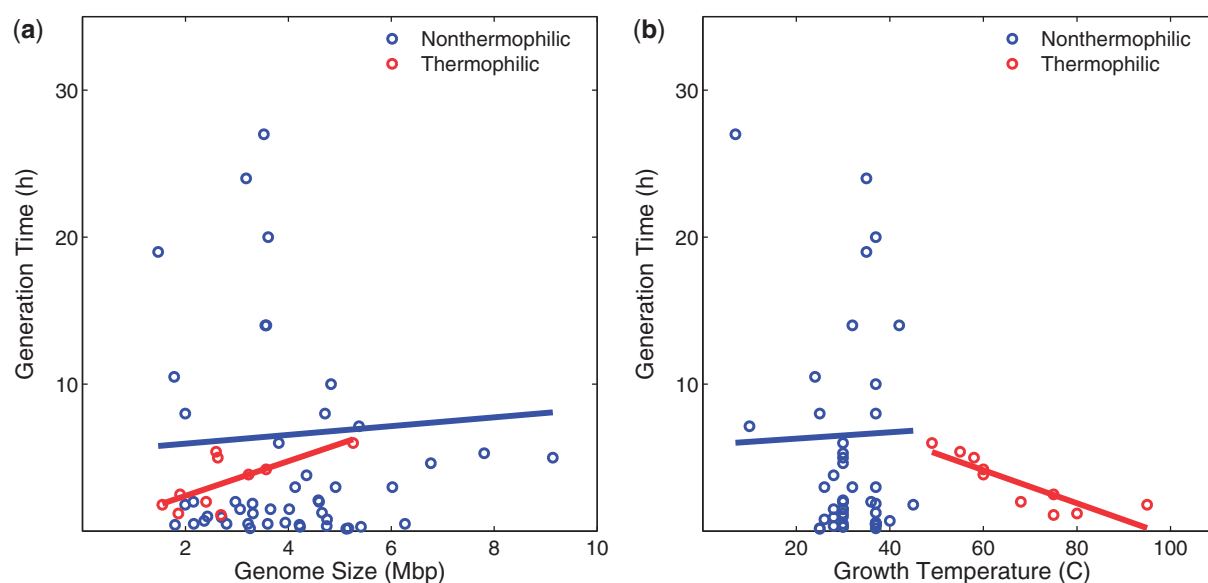 (a)
Nonthermophilic
Thermophilic
30
20
10
Generation Time (h)
2 4 6 8 10
Genome Size (Mbp)
(b)
Nonthermophilic
Thermophilic
30
20
10
Generation Time (h)
20 40 60 80 100
Growth Temperature (C)